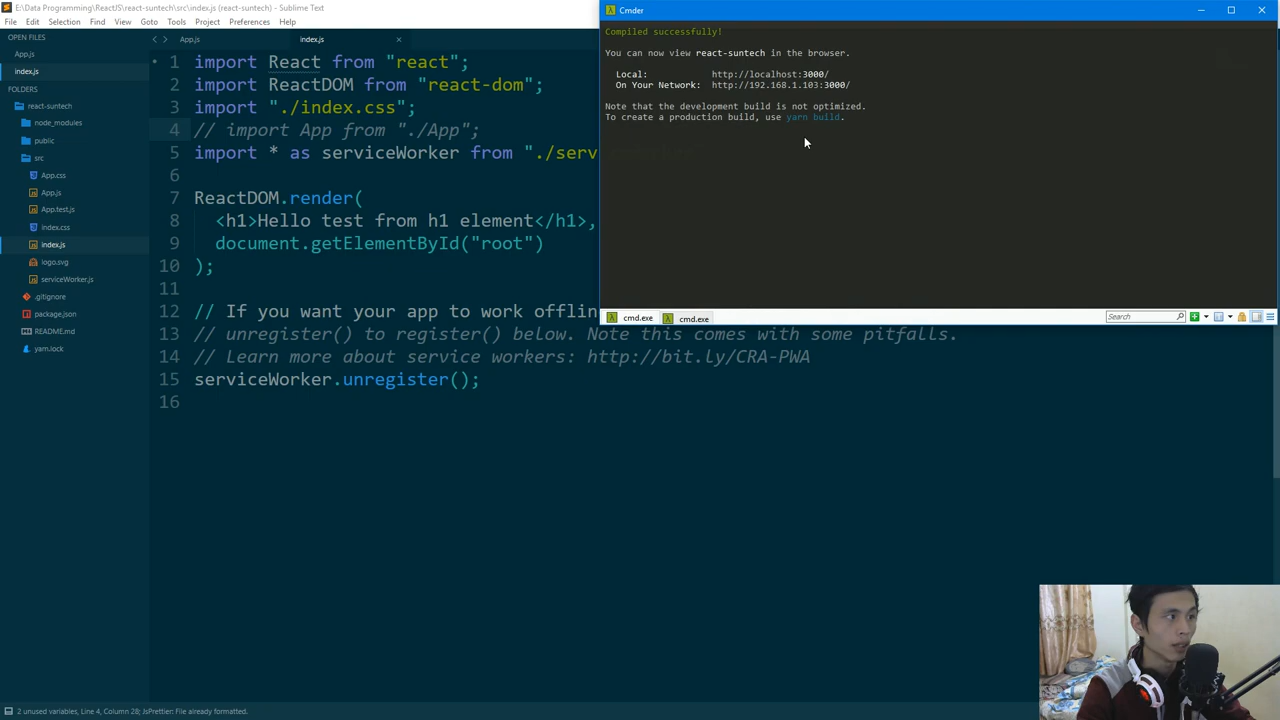 E:\Data Programming\ReactJS\react-suntech\src\index.js (react-suntech) - Sublime Text
File Edit Selection Find View Goto Tools Project Preferences Help
OPEN FILES
App.js
index.js
FOLDERS
react-suntech
node_modules
public
src
App.css
App.js
App.test.js
index.css
index.js
logo.svg
serviceWorker.js
.gitignore
package.json
README.md
yarn.lock
App.js index.js
1 import React from "react";
2 import ReactDOM from "react-dom";
3 import "./index.css";
4 // import App from "./App";
5 import * as serviceWorker from "./serv
6
7 ReactDOM.render(
8 <h1>Hello test from h1 element</h1>,
9 document.getElementById("root")
10 );
11
12 // If you want your app to work offlin
13 // unregister() to register() below. Note this comes with some pitfalls.
14 // Learn more about service workers: http://bit.ly/CRA-PWA
15 serviceWorker.unregister();
16
Cmder
Compiled successfully!
You can now view react-suntech in the browser.
Local: http://localhost:3000/
On Your Network: http://192.168.1.103:3000/
Note that the development build is not optimized.
To create a production build, use yarn build.
cmd.exe cmd.exe
Search
2 unused variables, Line 4, Column 28; JsPrettier: File already formatted.